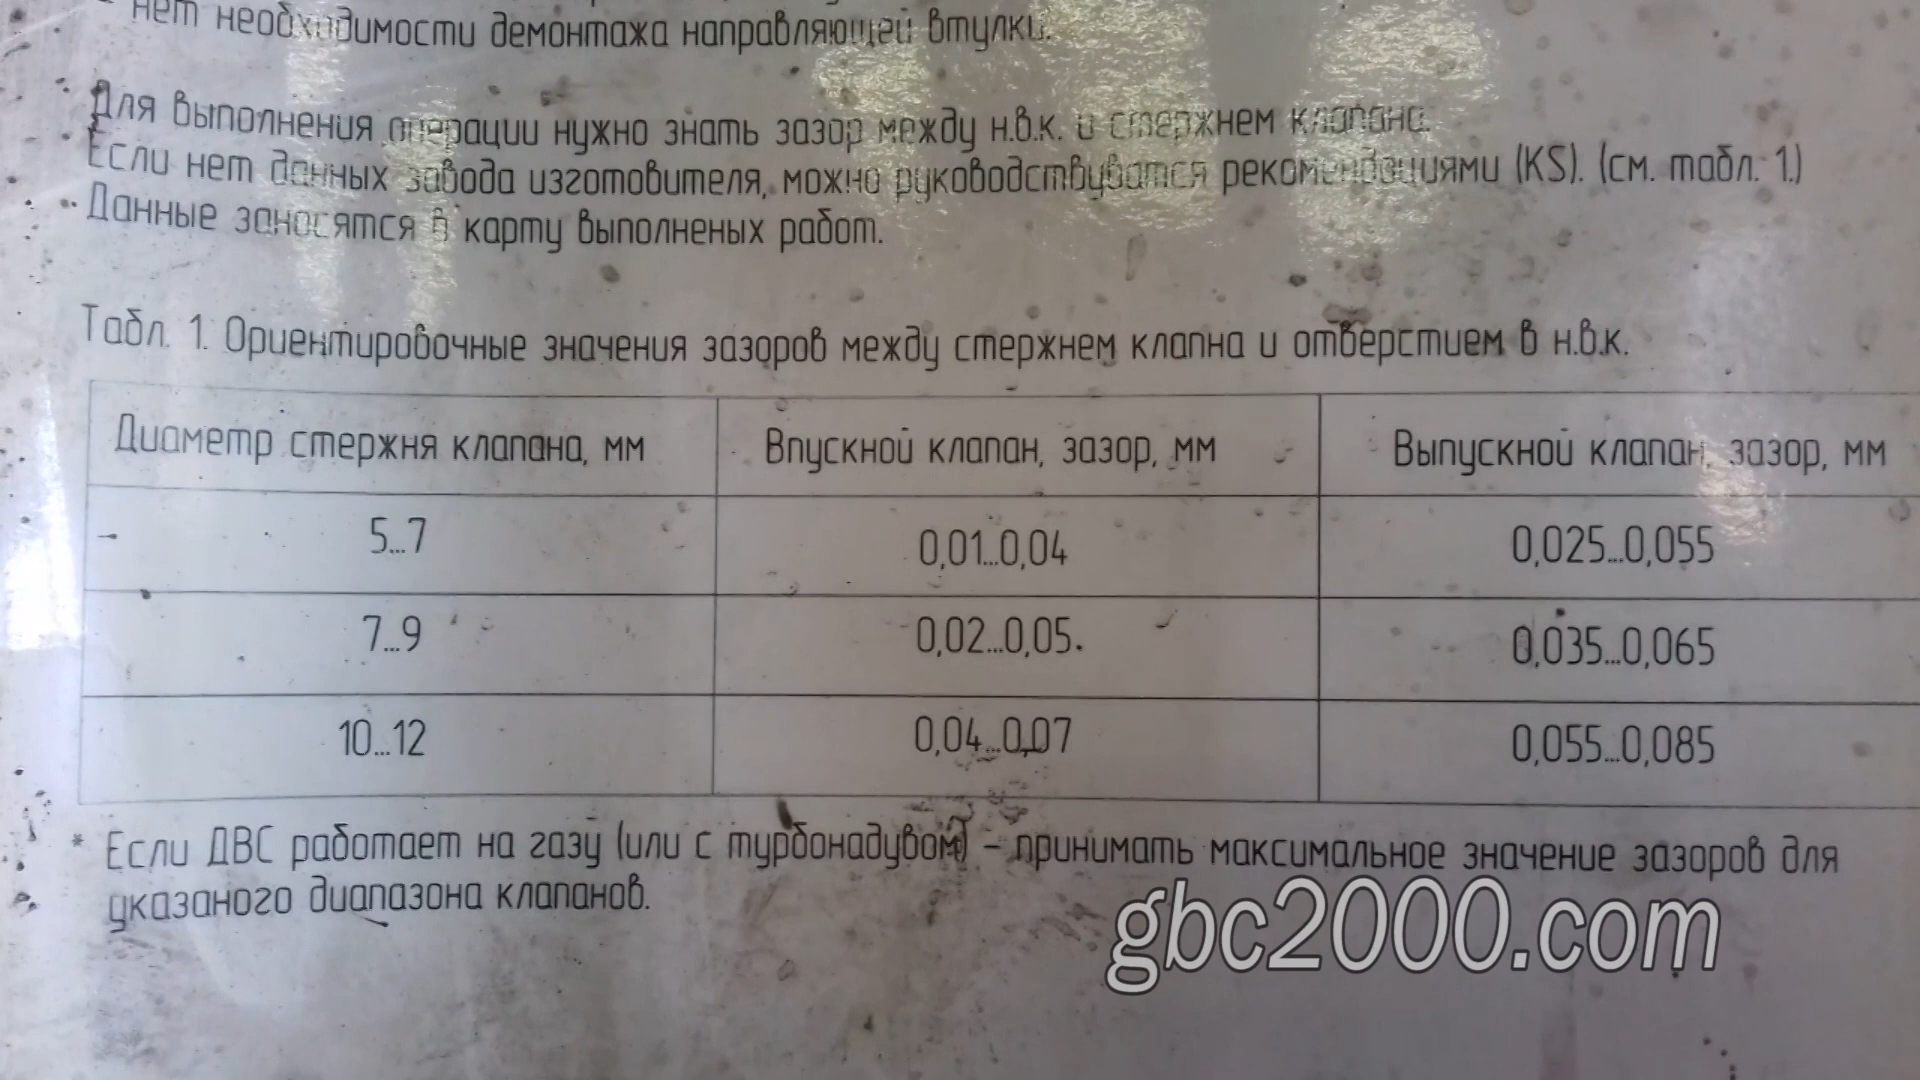 нет необходимости демонтажа направляющей втулки.
Для выполнения операции нужно знать зазор между н.в.к. и стержнем клапана.
Если нет данных завода изготовителя, можно руководствуватся рекомендациями (KS). (см. табл. 1.)
Данные заносятся в карту выполненых работ.
Табл. 1. Ориентировочные значения зазоров между стержнем клапна и отверстием в н.в.к.
Диаметр стержня клапана, мм Впускной клапан, зазор, мм Выпускной клапан, зазор, мм
5...7 0,01...0,04 0,025...0,055
7...9 0,02...0,05. 0,035...0,065
10...12 0,04...0,07 0,055...0,085
* Если ДВС работает на газу (или с турбонадувом) - принимать максимальное значение зазоров для
указаного диапазона клапанов.
gbc2000.com